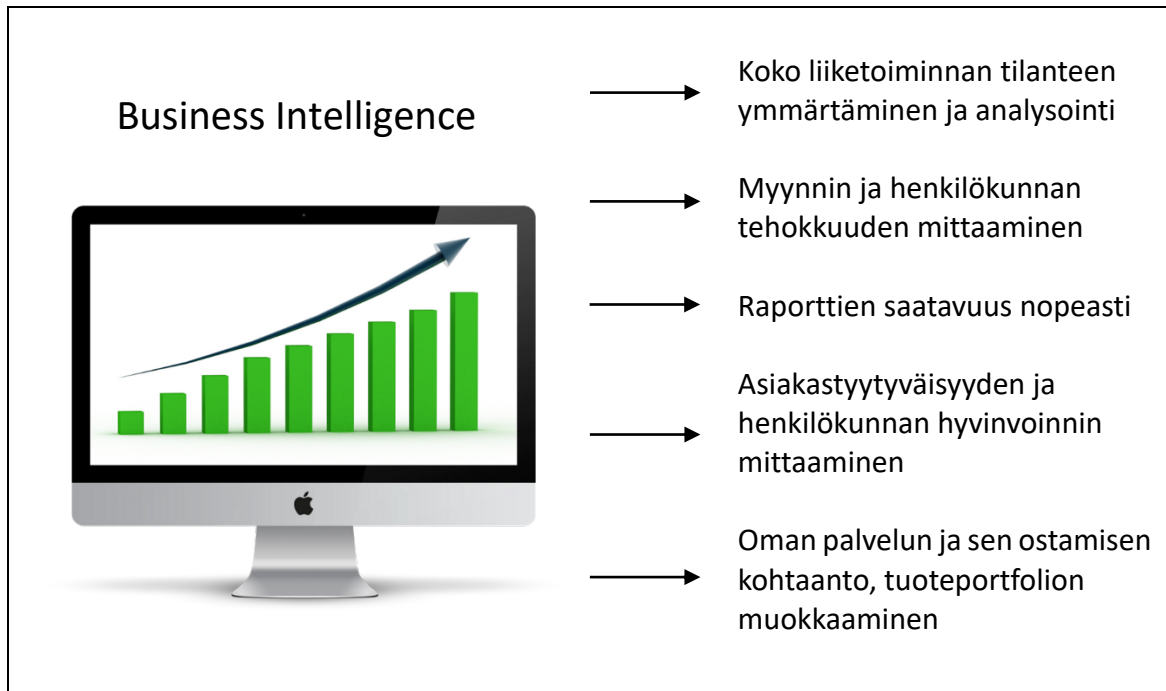 Business Intelligence
Koko liiketoiminnan tilanteen
ymmärtäminen ja analysointi
Myynnin ja henkilökunnan
tehokkuuden mittaaminen
Raporttien saatavuus nopeasti
Asiakastyytyväisyyden ja
henkilökunnan hyvinvoinnin
mittaaminen
Oman palvelun ja sen ostamisen
kohtaanto, tuoteportfolion
muokkaaminen